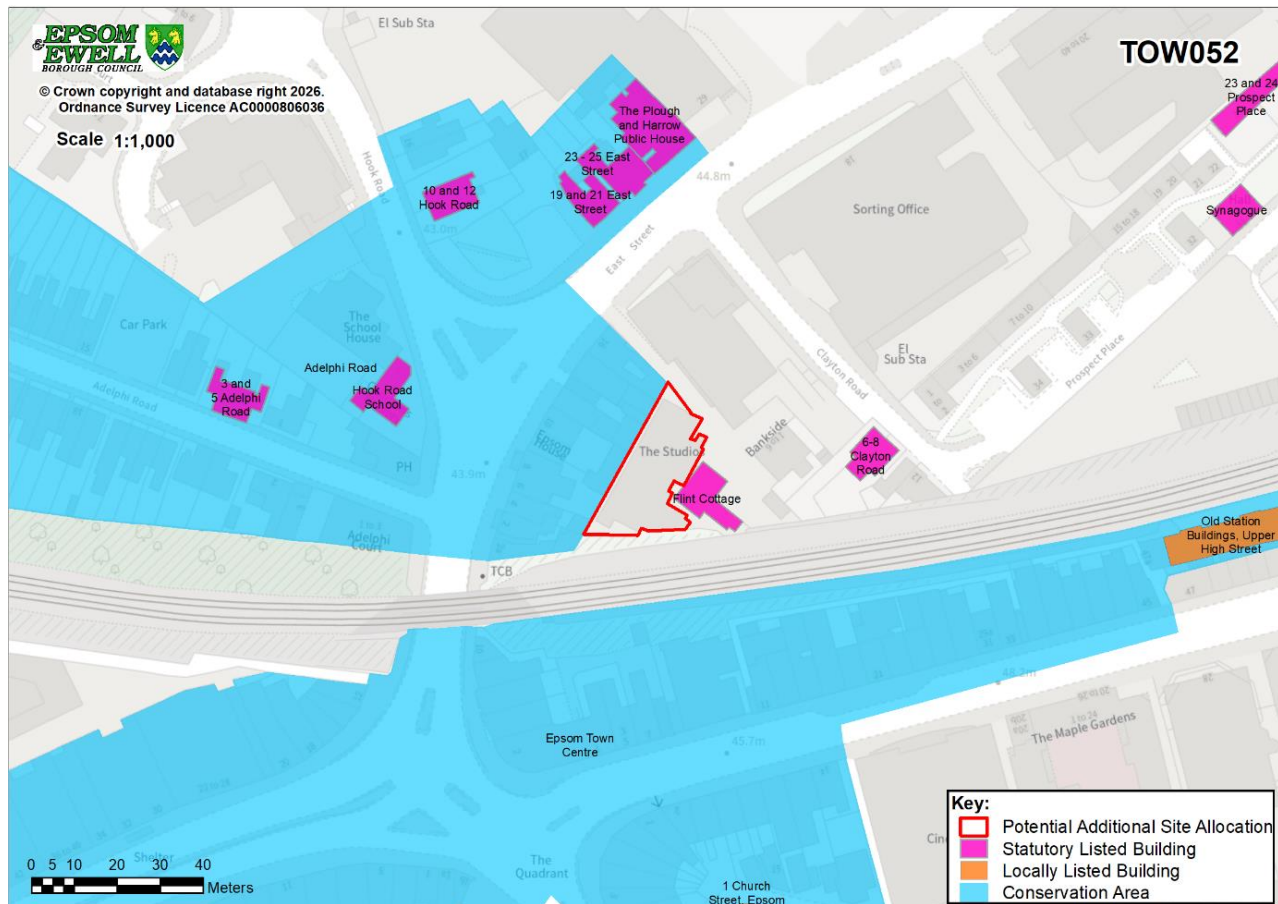 EPSOM
& EWELL
BOROUGH COUNCIL
© Crown copyright and database right 2026.
Ordnance Survey Licence AC0000806036
Scale 1:1,000
TOW052
El Sub Sta
23 and 24
Prospect
Place
The Plough
and Harrow
Public House
29
23 - 25 East
Street
19 and 21 East
Street
44.8m
Hook Road
10 and 12
Hook Road
43.0m
East Street
Sorting Office
Synagogue
Car Park
The
School
House
Adelphi Road
Hook Road
School
3 and
5 Adelphi
Road
Adelphi Road
PH
43.9m
Epsom
House
The Studio
Bankside
Flint Cottage
Clayton Road
El
Sub Sta
Prospect Place
6-8
Clayton
Road
Adelphi
Court
TCB
Old Station
Buildings, Upper
High Street
47
48.2m
Epsom Town
Centre
45.7m
The Maple Gardens
Shelter
The
Quadrant
1 Church
Street, Epsom
0 5 10 20 30 40
Meters
Key:
Potential Additional Site Allocation
Statutory Listed Building
Locally Listed Building
Conservation Area